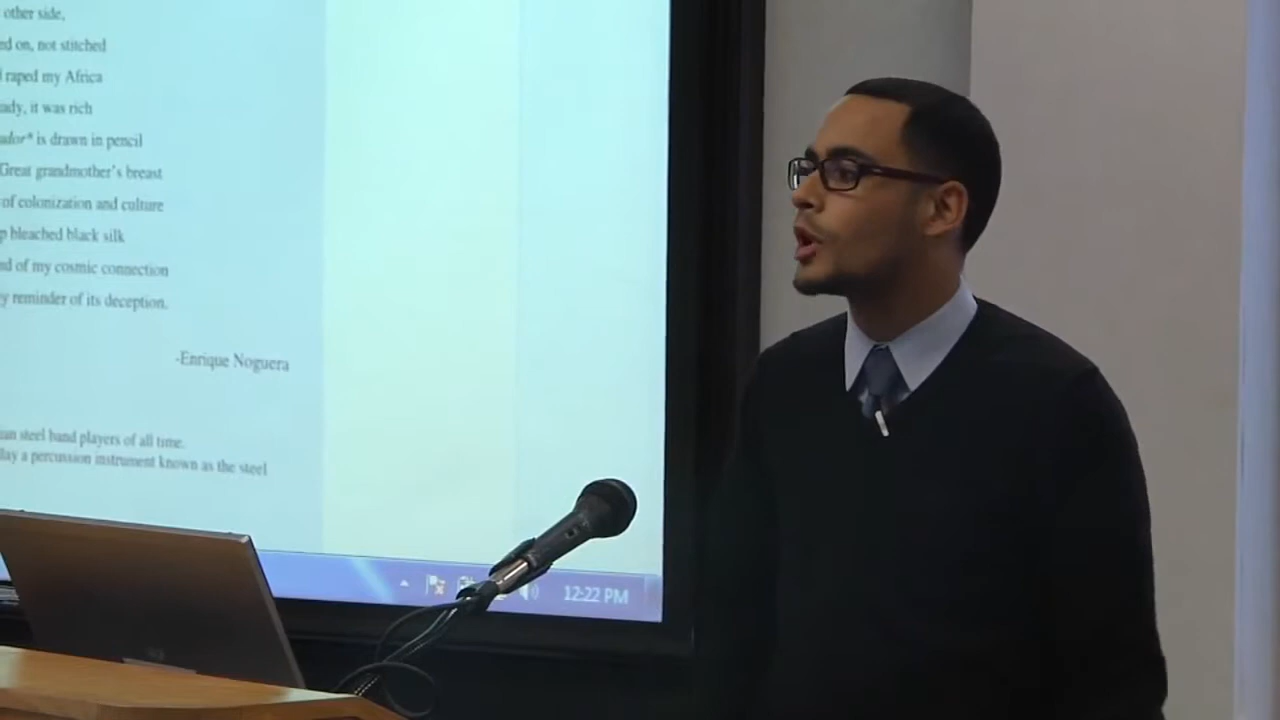 other side,
ed on, not stitched
raped my Africa
ady, it was rich
ador* is drawn in pencil
Great grandmother's breast
of colonization and culture
p bleached black silk
nd of my cosmic connection
y reminder of its deception.
-Enrique Noguera
an steel band players of all time.
lay a percussion instrument known as the steel
12:22 PM